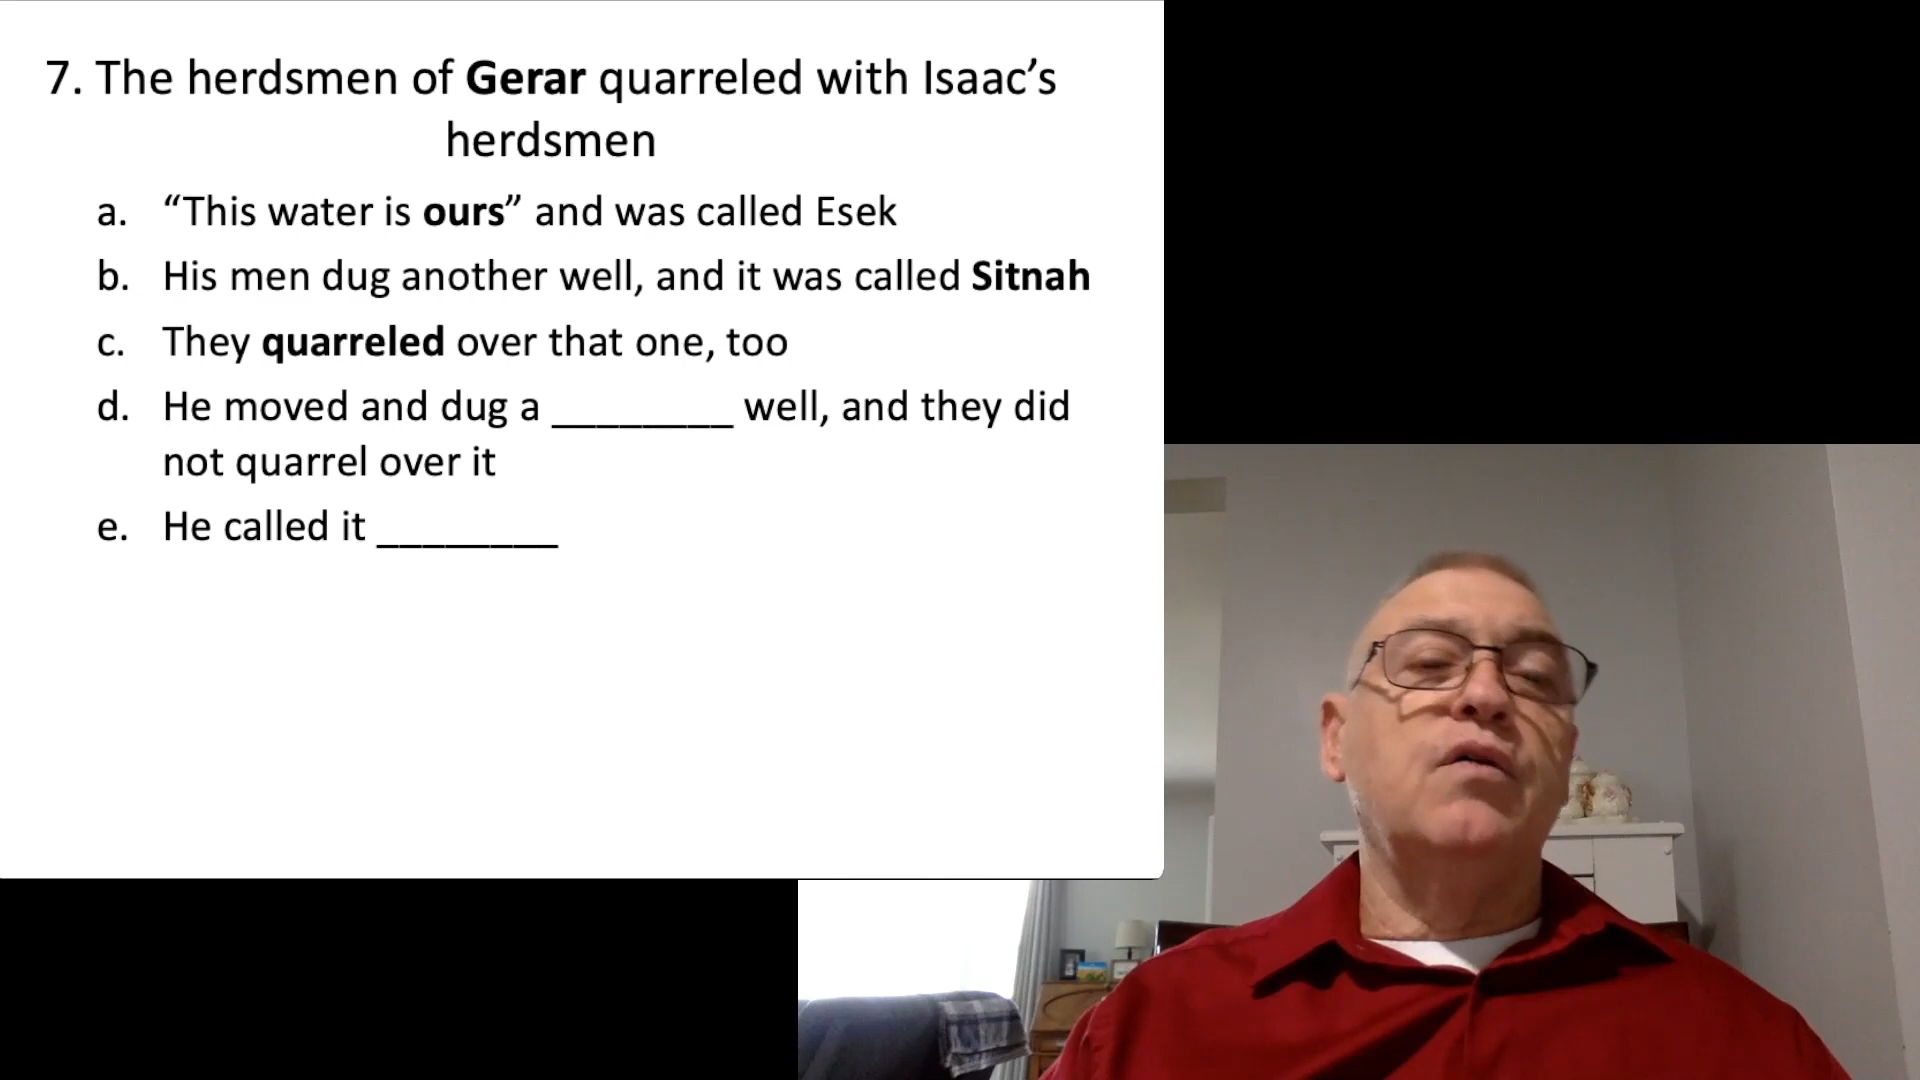 7. The herdsmen of Gerar quarreled with Isaac’s
herdsmen
a. “This water is ours” and was called Esek
b. His men dug another well, and it was called Sitnah
c. They quarreled over that one, too
d. He moved and dug a ________ well, and they did
not quarrel over it
e. He called it ________